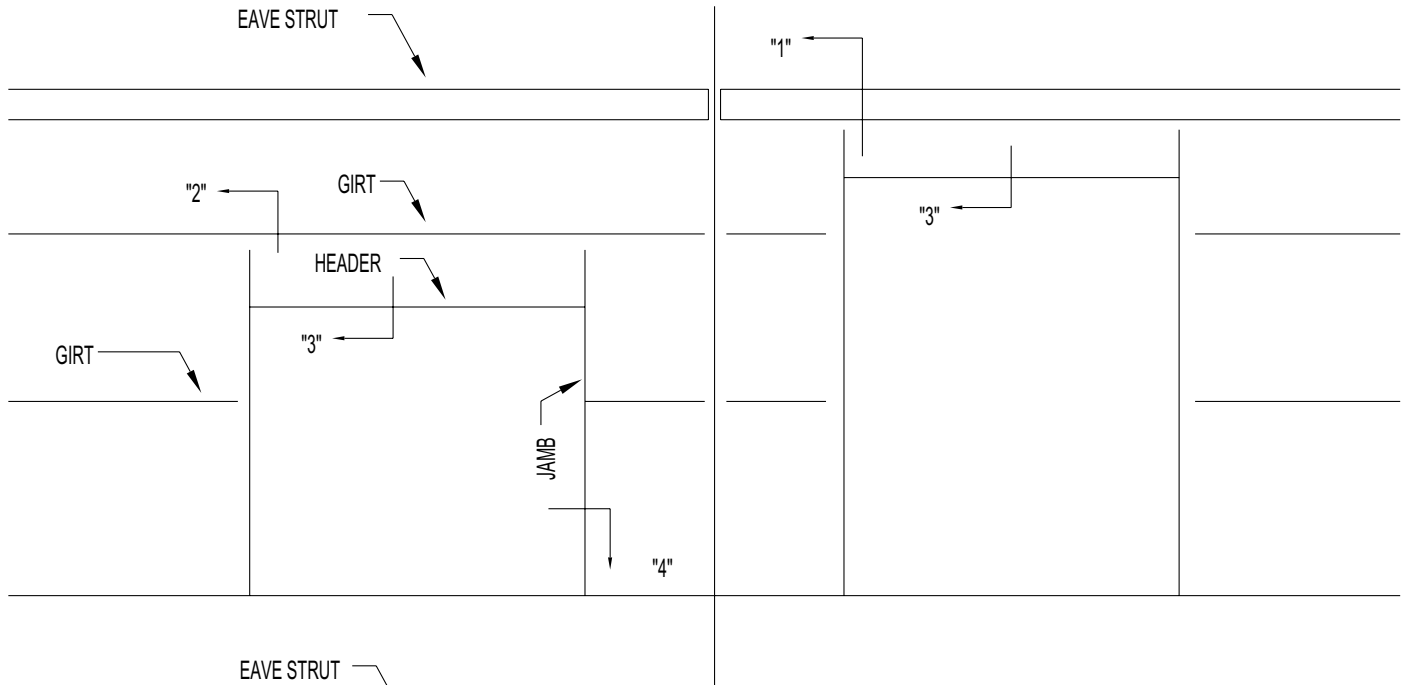 EAVE STRUT
"1"
"2"
GIRT
"3"
HEADER
"3"
GIRT
JAMB
"4"
EAVE STRUT